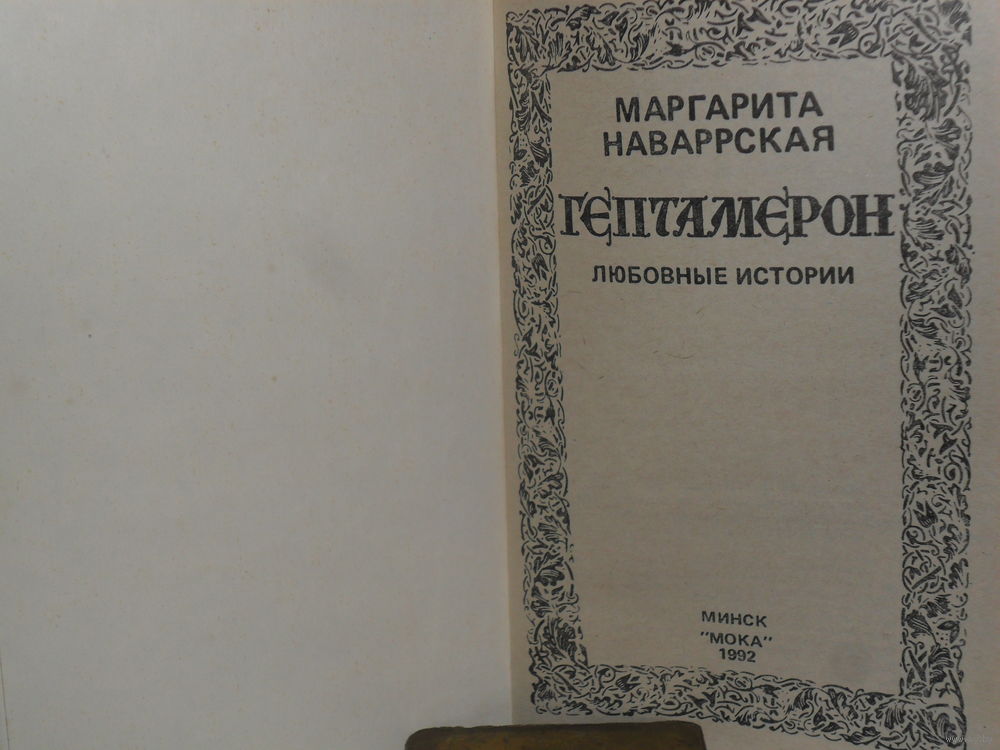 МАРГАРИТА
НАВАРРСКАЯ
ГЕПТАМЕРОН
ЛЮБОВНЫЕ ИСТОРИИ
МИНСК
"МОКА"
1992